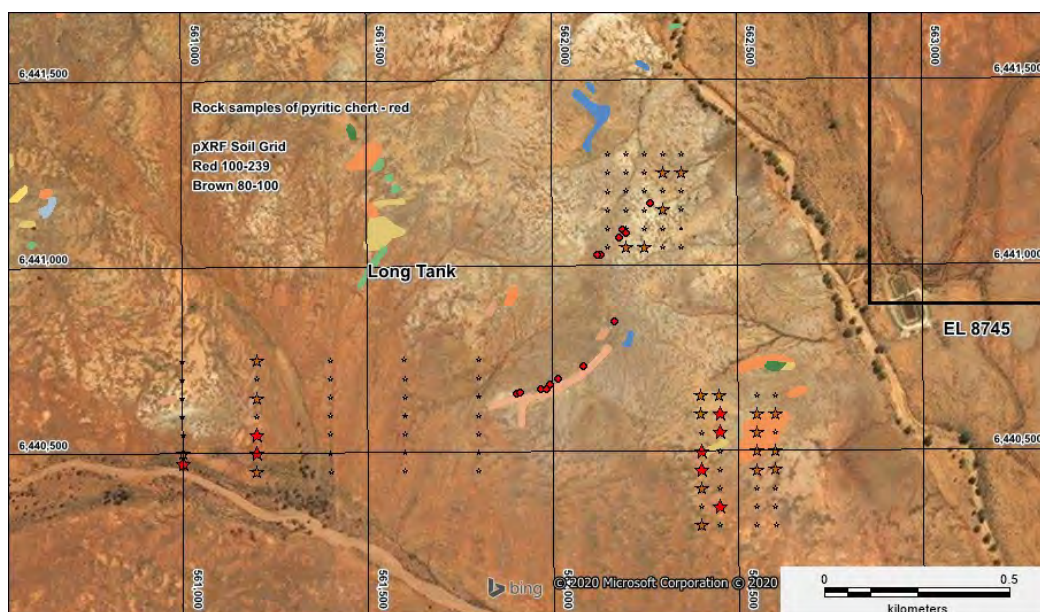 561,000
561,500
562,000
562,500
563,000
6,441,500
6,441,500
Rock samples of pyritic chert - red
pXRF Soil Grid
Red 100-239
Brown 80-100
6,441,000
6,441,000
Long Tank
EL 8745
6,440,500
6,440,500
561,000
561,500
562,000
562,500
bing
© 2020 Microsoft Corporation © 2020
0
0.5
kilometers